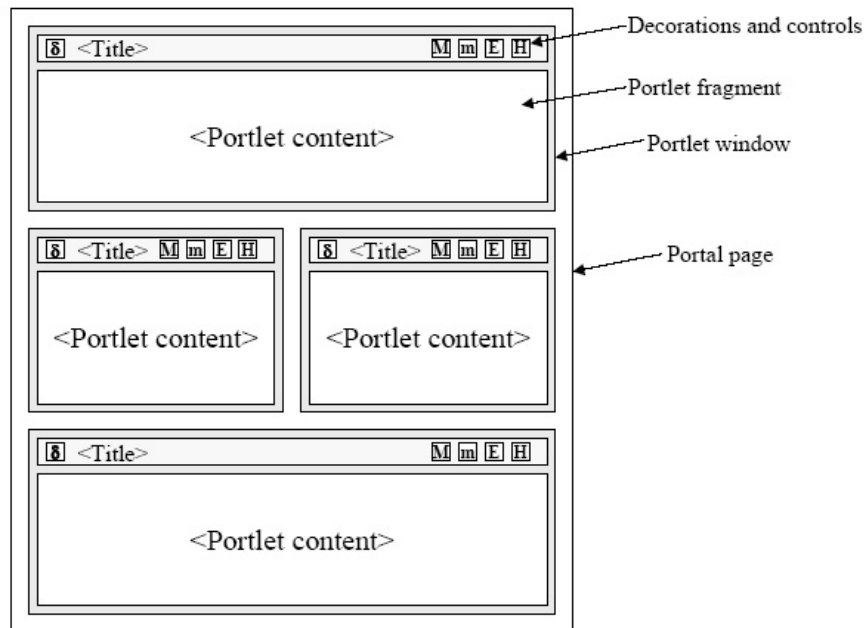 δ <Title> M m E H
Decorations and controls
Portlet fragment
<Portlet content>
Portlet window
δ <Title> M m E H
δ <Title> M m E H
Portal page
<Portlet content>
<Portlet content>
δ <Title> M m E H
<Portlet content>